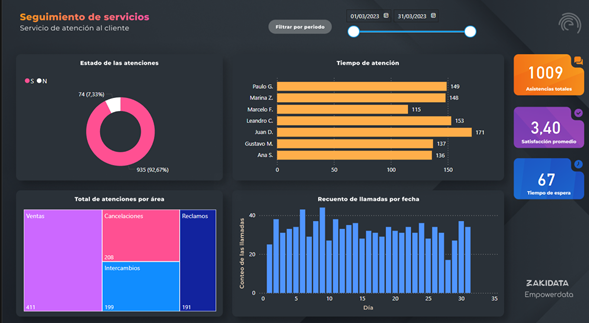 Seguimiento de servicios
Servicio de atención al cliente
Filtrar por periodo
01/03/2023
31/03/2023
Estado de las atenciones
S N
74 (7,33%)
935 (92,67%)
Tiempo de atención
Paulo G. 149
Marina Z. 148
Marcelo F. 115
Leandro C. 153
Juan D. 171
Gustavo M. 137
Ana S. 136
0 50 100 150
1009
Asistencias totales
3,40
Satisfacción promedio
67
Tiempo de espera
Total de atenciones por área
Ventas
411
Cancelaciones
208
Intercambios
199
Reclamos
191
Recuento de llamadas por fecha
Conteo de las llamadas
40
20
0
0 5 10 15 20 25 30 35
Día
ZAKIDATA
Empowerdata